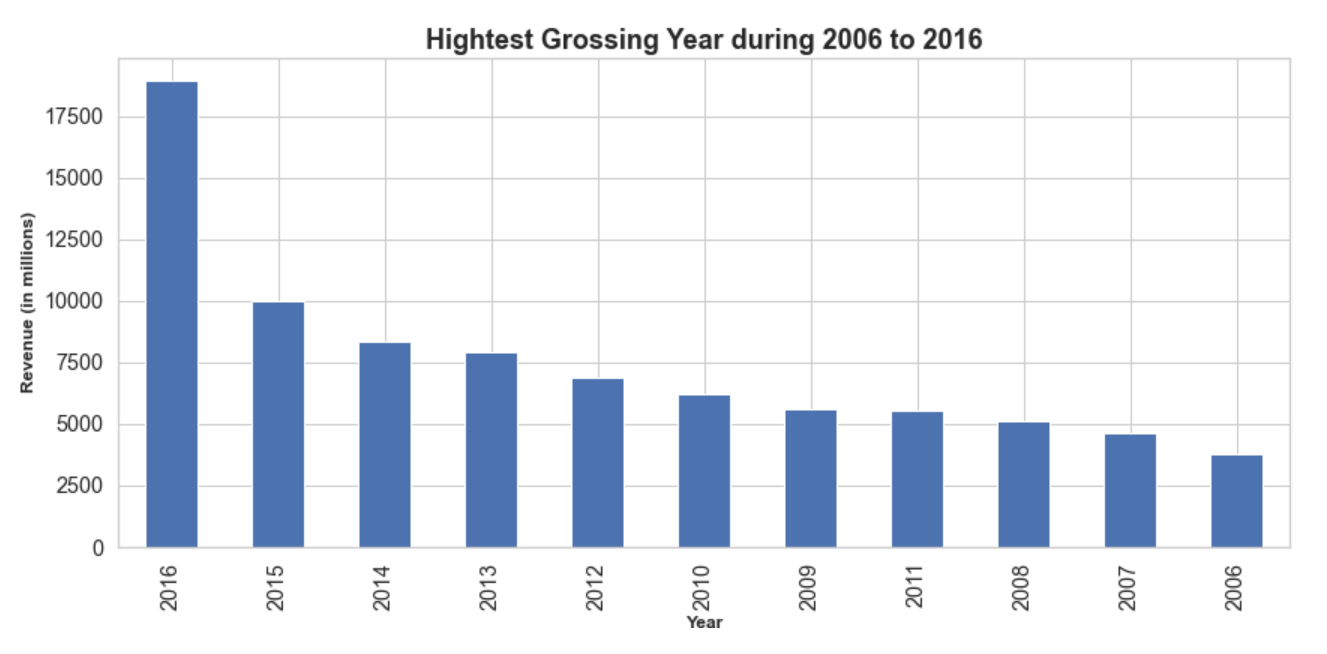 Hightest Grossing Year during 2006 to 2016
Revenue (in millions)
17500
15000
12500
10000
7500
5000
2500
0
2016 2015 2014 2013 2012 2010 2009 2011 2008 2007 2006
Year